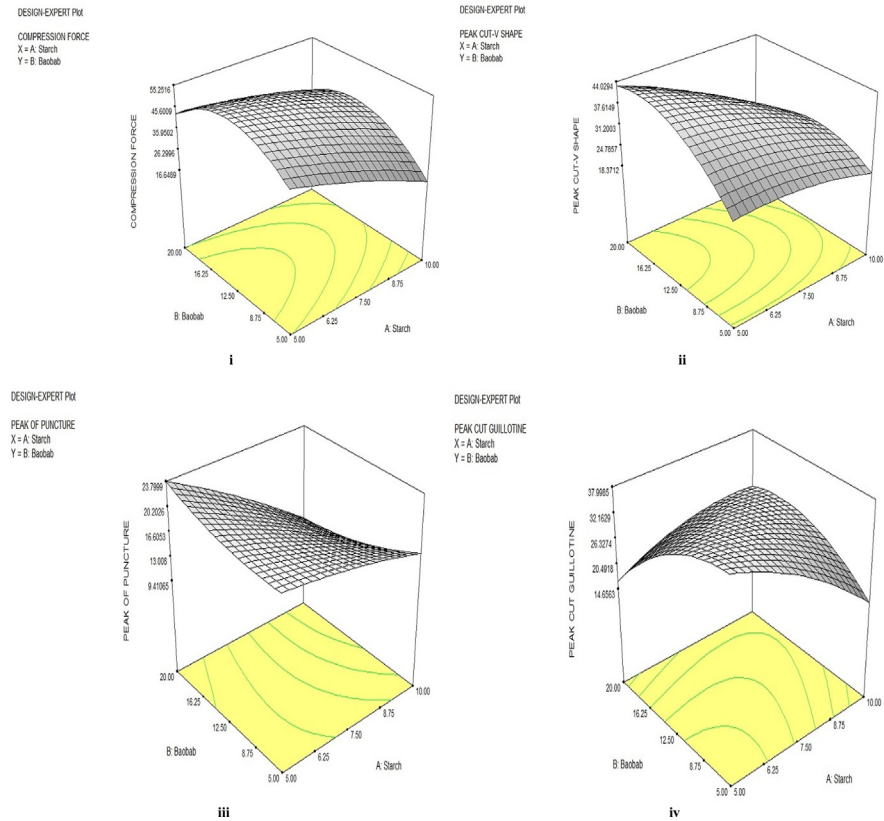 DESIGN-EXPERT Plot
COMPRESSION FORCE
X = A: Starch
Y = B: Baobab
55.2516
45.6009
35.9502
26.2996
16.6489
COMPRESSION FORCE
20.00
16.25
12.50
8.75
5.00
B: Baobab
5.00
6.25
7.50
8.75
10.00
A: Starch
i
DESIGN-EXPERT Plot
PEAK CUT-V SHAPE
X = A: Starch
Y = B: Baobab
44.0294
37.6149
31.2003
24.7857
18.3712
PEAK CUT-V SHAPE
20.00
16.25
12.50
8.75
5.00
B: Baobab
5.00
6.25
7.50
8.75
10.00
A: Starch
ii
DESIGN-EXPERT Plot
PEAK OF PUNCTURE
X = A: Starch
Y = B: Baobab
23.7999
20.2026
16.6053
13.008
9.41065
PEAK OF PUNCTURE
20.00
16.25
12.50
8.75
5.00
B: Baobab
5.00
6.25
7.50
8.75
10.00
A: Starch
iii
DESIGN-EXPERT Plot
PEAK CUT GUILLOTINE
X = A: Starch
Y = B: Baobab
37.9985
32.1629
26.3274
20.4918
14.6563
PEAK CUT GUILLOTINE
20.00
16.25
12.50
8.75
5.00
B: Baobab
5.00
6.25
7.50
8.75
10.00
A: Starch
iv